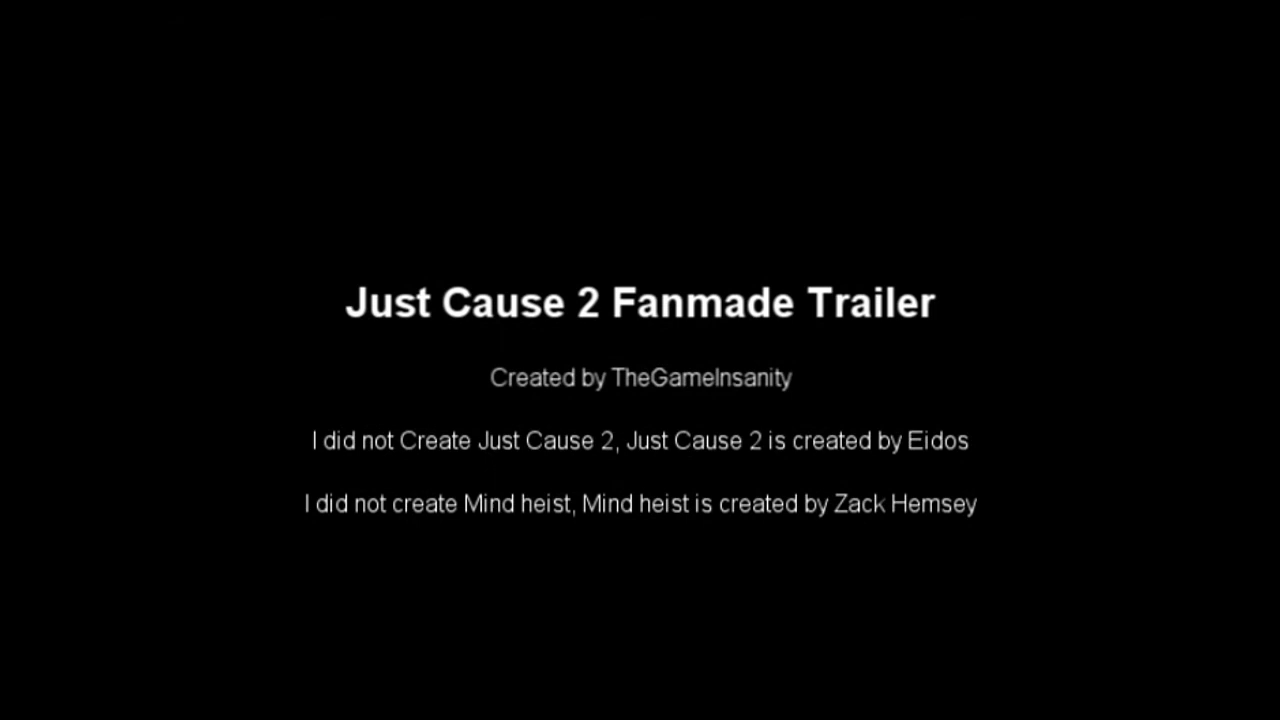 Just Cause 2 Fanmade Trailer
Created by TheGameInsanity
I did not Create Just Cause 2, Just Cause 2 is created by Eidos
I did not create Mind heist, Mind heist is created by Zack Hemsey